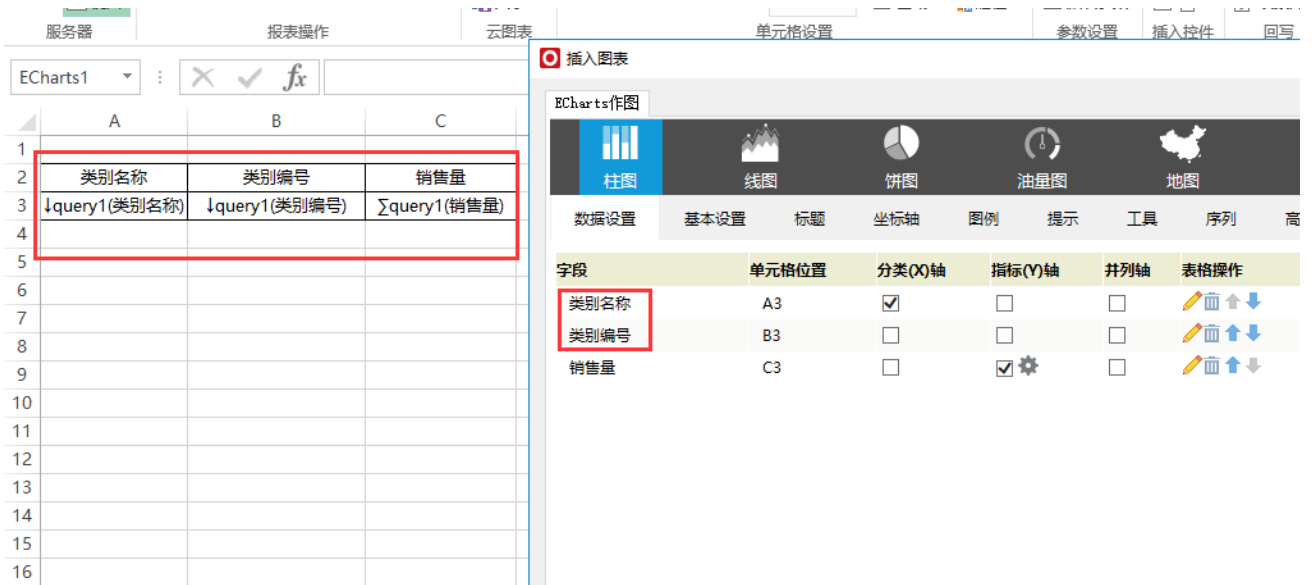 服务器 报表操作 云图表 单元格设置 参数设置 插入控件 回写
插入图表
ECharts1 fx
ECharts作图
A B C
柱图 线图 饼图 油量图 地图
数据设置 基本设置 标题 坐标轴 图例 提示 工具 序列 高
字段 单元格位置 分类(X)轴 指标(Y)轴 并列轴 表格操作
类别名称 A3
类别编号 B3
销售量 C3
1
2 类别名称 类别编号 销售量
3 ↓query1(类别名称) ↓query1(类别编号) ∑query1(销售量)
4
5
6
7
8
9
10
11
12
13
14
15
16